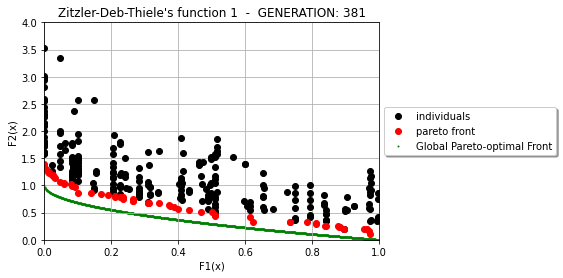 Zitzler-Deb-Thiele's function 1 - GENERATION: 381
4.0
3.5
3.0
2.5
2.0
1.5
1.0
0.5
0.0
F2(x)
0.0 0.2 0.4 0.6 0.8 1.0
F1(x)
individuals
pareto front
Global Pareto-optimal Front